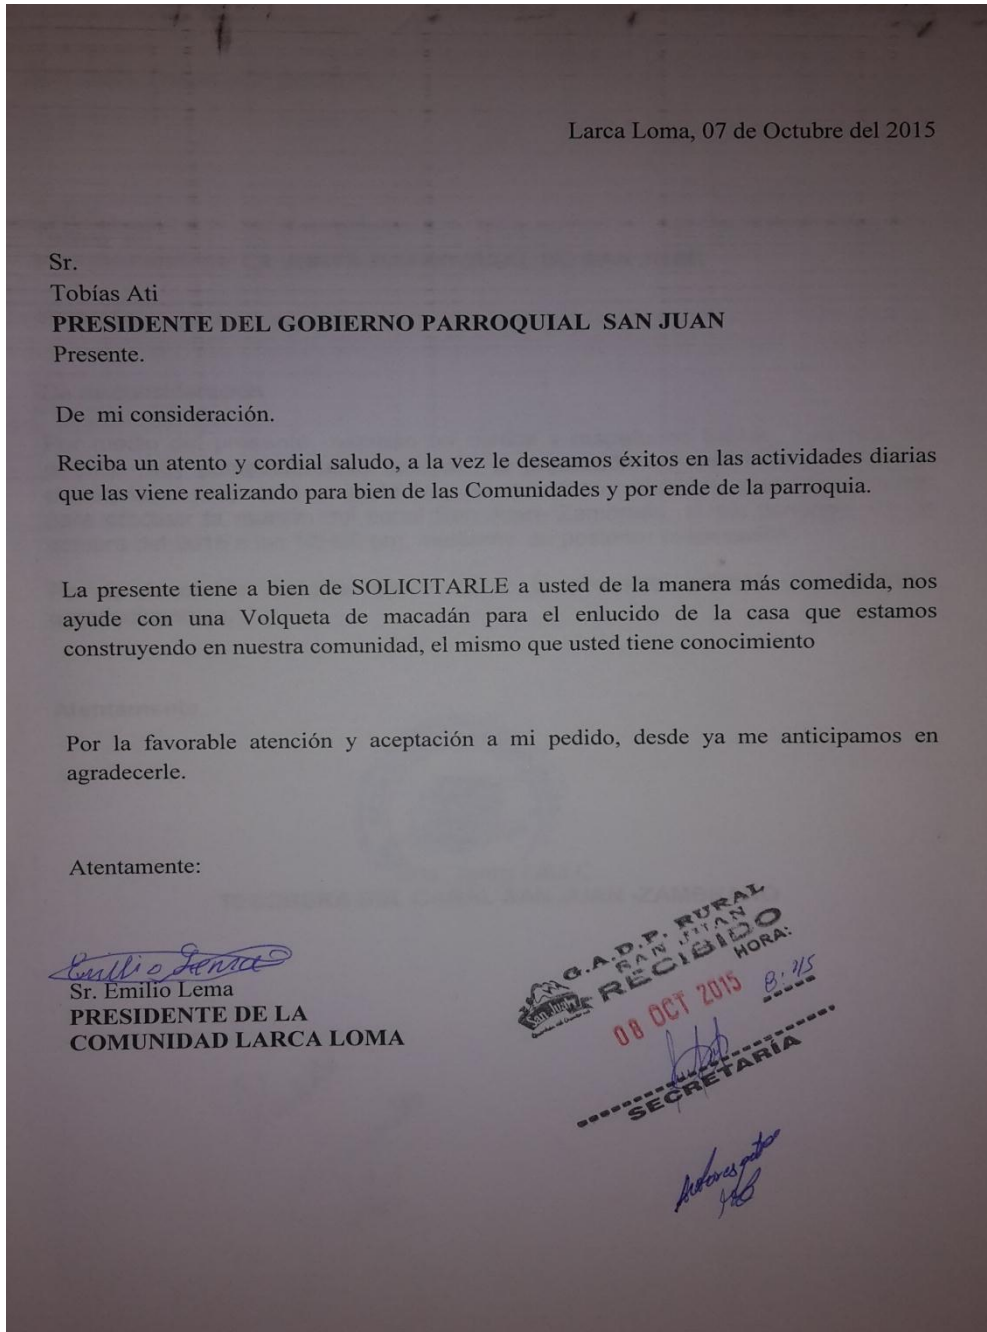 Larca Loma, 07 de Octubre del 2015
Sr.
Tobías Ati
PRESIDENTE DEL GOBIERNO PARROQUIAL SAN JUAN
Presente.
De mi consideración.
Reciba un atento y cordial saludo, a la vez le deseamos éxitos en las actividades diarias
que las viene realizando para bien de las Comunidades y por ende de la parroquia.
La presente tiene a bien de SOLICITARLE a usted de la manera más comedida, nos
ayude con una Volqueta de macadán para el enlucido de la casa que estamos
construyendo en nuestra comunidad, el mismo que usted tiene conocimiento
Por la favorable atención y aceptación a mi pedido, desde ya me anticipamos en
agradecerle.
Atentamente:
Emilio Lema
Sr. Emilio Lema
PRESIDENTE DE LA
COMUNIDAD LARCA LOMA
G.A.D.P. RURAL
SAN JUAN
RECIBIDO
HORA:
08 OCT 2015
San Juan
SECRETARÍA